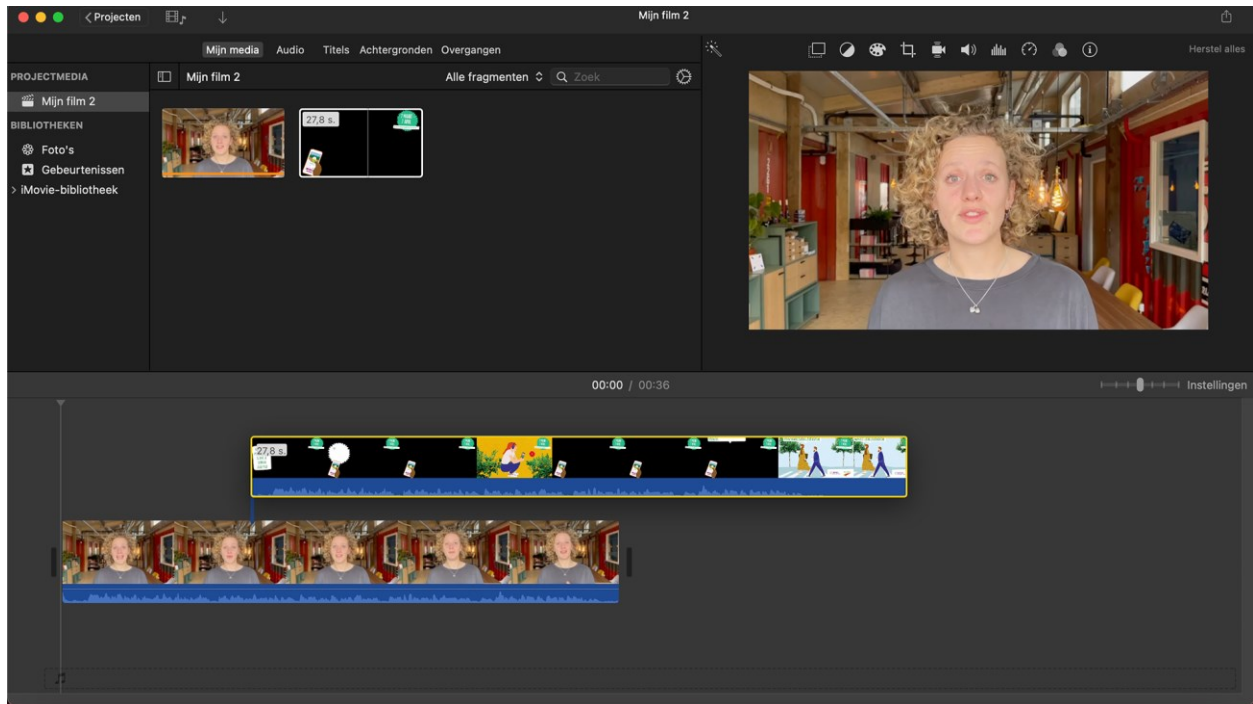 Projecten
Mijn film 2
Mijn media Audio Titels Achtergronden Overgangen
Herstel alles
PROJECTMEDIA
Mijn film 2
Alle fragmenten
Zoek
Mijn film 2
BIBLIOTHEKEN
Foto's
Gebeurtenissen
iMovie-bibliotheek
27,8 s.
00:00 / 00:36
Instellingen
27,8 s.